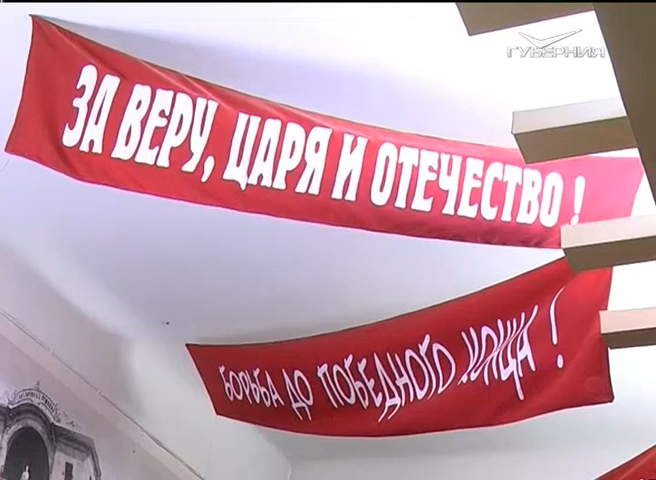 ГУБЕРНИЯ
ЗА ВЕРУ, ЦАРЯ И ОТЕЧЕСТВО!
БОРЬБА ДО ПОБЕДНОГО КОНЦА!